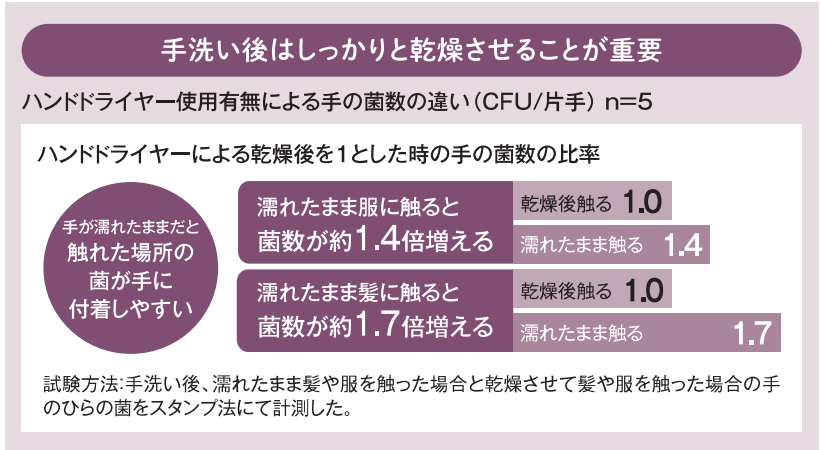 手洗い後はしっかりと乾燥させることが重要
ハンドドライヤー使用有無による手の菌数の違い（CFU/片手） n=5
ハンドドライヤーによる乾燥後を1とした時の手の菌数の比率
手が濡れたままだと
触れた場所の
菌が手に
付着しやすい
濡れたまま服に触ると
菌数が約1.4倍増える
乾燥後触る 1.0
濡れたまま触る 1.4
濡れたまま髪に触ると
菌数が約1.7倍増える
乾燥後触る 1.0
濡れたまま触る 1.7
試験方法:手洗い後、濡れたまま髪や服を触った場合と乾燥させて髪や服を触った場合の手
のひらの菌をスタンプ法にて計測した。